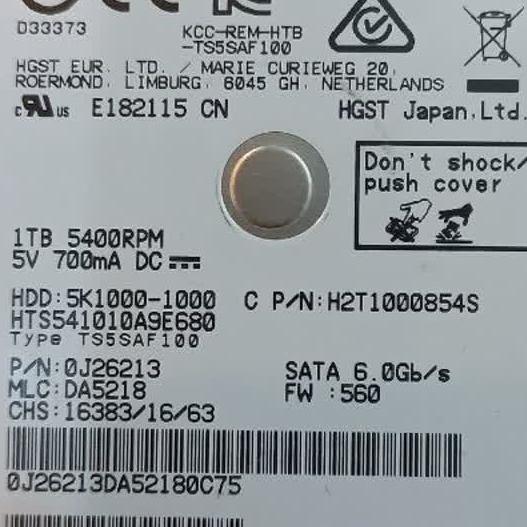 D33373
KCC-REM-HTB
-TS5SAF100
HGST EUR. LTD. / MARIE CURIEWEG 20,
ROERMOND, LIMBURG, 6045 GH, NETHERLANDS
c RU US E182115 CN
HGST Japan,Ltd.
Don't shock/
push cover
1TB 5400RPM
5V 700mA DC
HDD:5K1000-1000 C P/N:H2T1000854S
HTS541010A9E680
Type TS5SAF100
P/N:0J26213 SATA 6.0Gb/s
MLC:DA5218 FW :560
CHS:16383/16/63
0J26213DA52180C75